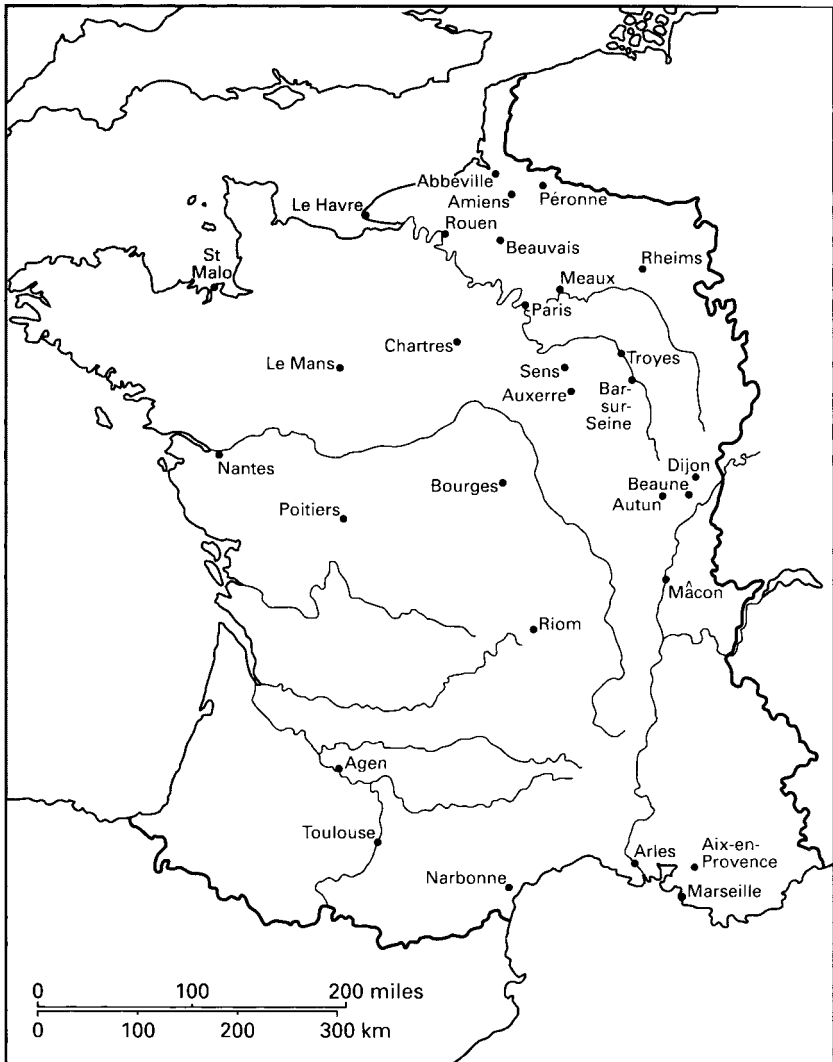 Abbéville
Amiens
Péronne
Le Havre
Rouen
Beauvais
Rheims
St
Malo
Meaux
Paris
Chartres
Troyes
Le Mans
Sens
Auxerre
Bar-
sur-
Seine
Nantes
Dijon
Bourges
Beaune
Autun
Poitiers
Mâcon
Riom
Agen
Toulouse
Arles
Aix-en-
Provence
Narbonne
Marseille
0 100 200 miles
0 100 200 300 km